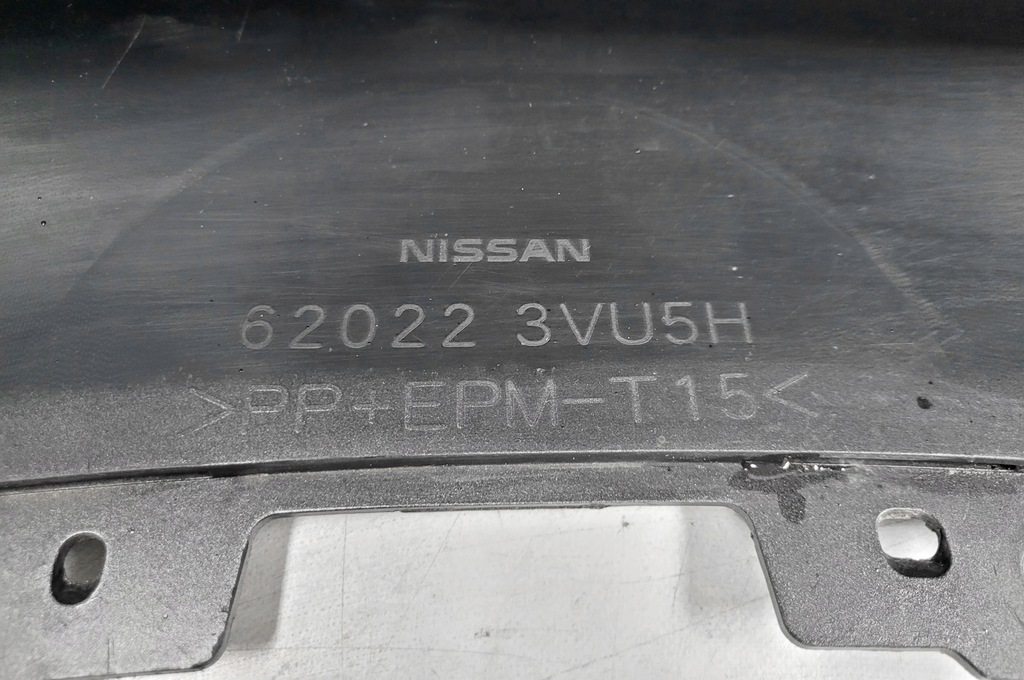 NISSAN
62022 3VU5H
>PP+EPM-T15<